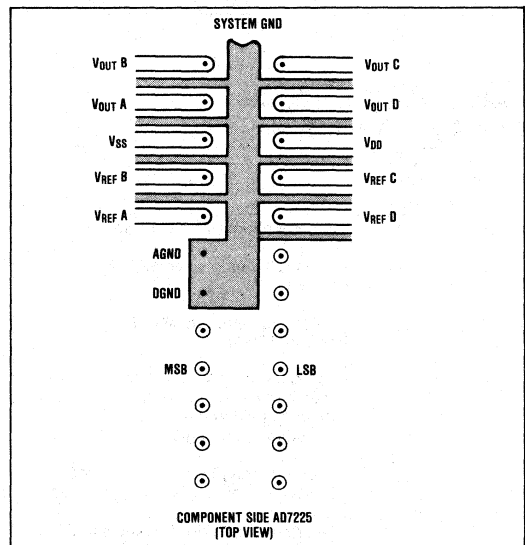 SYSTEM GND
VOUT B VOUT C
VOUT A VOUT D
VSS VDD
VREF B VREF C
VREF A VREF D
AGND
DGND
MSB LSB
COMPONENT SIDE AD7225
(TOP VIEW)